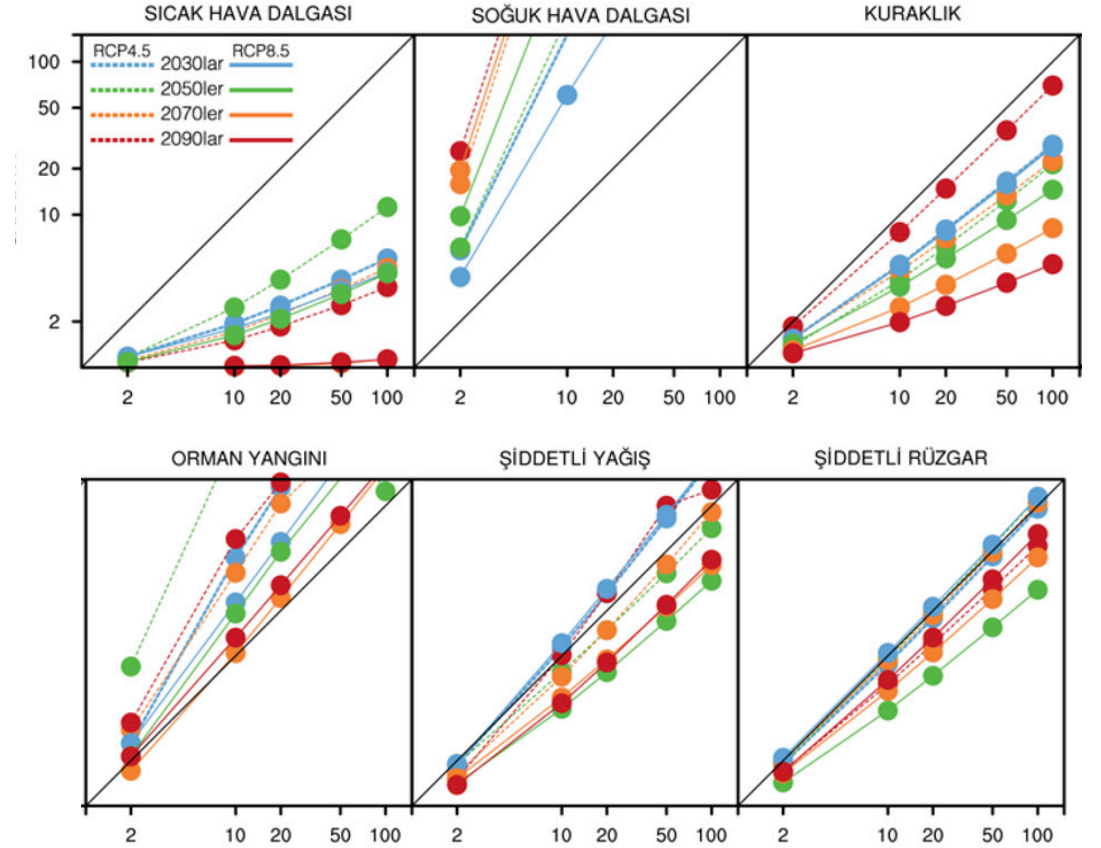 SICAK HAVA DALGASI
SOĞUK HAVA DALGASI
KURAKLIK
RCP4.5 RCP8.5
2030lar
2050ler
2070ler
2090lar
100
50
20
10
2
2 10 20 50 100
2 10 20 50 100
2 10 20 50 100
ORMAN YANGINI
ŞİDDETLİ YAĞIŞ
ŞİDDETLİ RÜZGAR
2 10 20 50 100
2 10 20 50 100
2 10 20 50 100